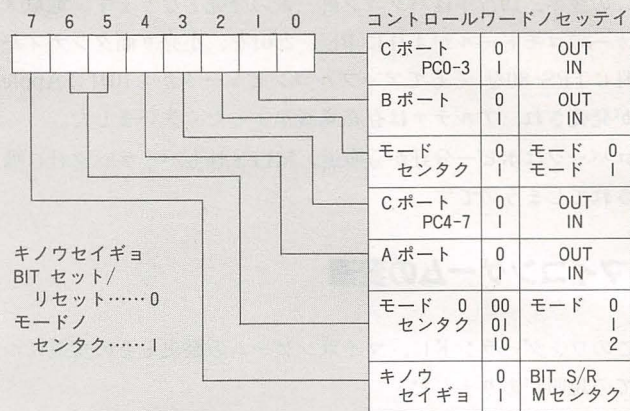 7 6 5 4 3 2 1 0
コントロールワードノセッテイ
Cポート 0 OUT
PC0-3 1 IN
Bポート 0 OUT
1 IN
モード 0 モード 0
センタク 1 モード 1
Cポート 0 OUT
PC4-7 1 IN
Aポート 0 OUT
1 IN
モード 0 00 モード 0
センタク 01 1
10 2
キノウ 0 BIT S/R
セイギョ 1 Mセンタク
キノウセイギョ
BIT セット/
リセット……0
モードノ
センタク……1